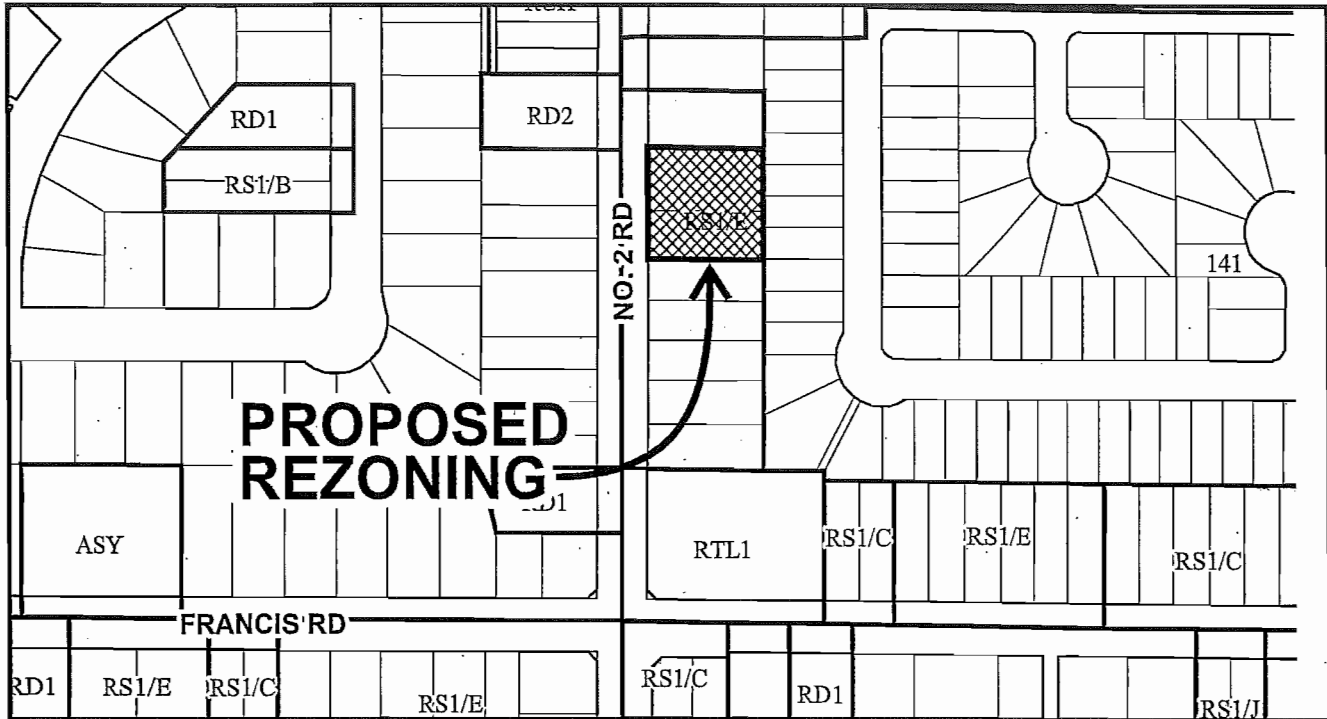 RD1
RD2
RS1/B
RS1/E
NO. 2 RD
141
PROPOSED
REZONING
RD1
ASY
RTL1
RS1/C
RS1/E
RS1/C
FRANCIS RD
RD1
RS1/E
RS1/C
RS1/E
RS1/C
RD1
RS1/J